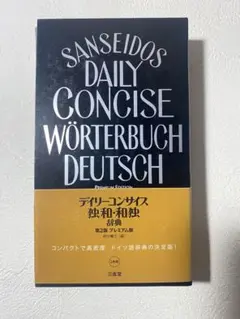 SANSEIDOS
DAILY
CONCISE
WÖRTERBUCH
DEUTSCH
PREMIUM EDITION
デイリーコンサイス
独和・和独
辞典
第2版 プレミアム版
コンパクトで高密度 ドイツ語辞典の決定版!
三省堂